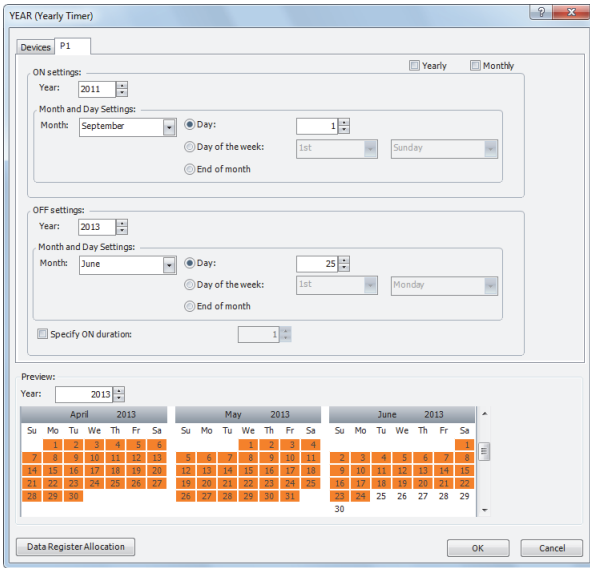 YEAR (Yearly Timer)
?
Devices P1
Yearly Monthly
ON settings:
Year: 2011
Month and Day Settings:
Month: September Day: 1
Day of the week: 1st Sunday
End of month
OFF settings:
Year: 2013
Month and Day Settings:
Month: June Day: 25
Day of the week: 1st Monday
End of month
Specify ON duration: 1
Preview:
Year: 2013
April 2013 May 2013 June 2013
Su Mo Tu We Th Fr Sa Su Mo Tu We Th Fr Sa Su Mo Tu We Th Fr Sa
1 2 3 4 5 6 1 2 3 4 1
7 8 9 10 11 12 13 5 6 7 8 9 10 11 2 3 4 5 6 7 8
14 15 16 17 18 19 20 12 13 14 15 16 17 18 9 10 11 12 13 14 15
21 22 23 24 25 26 27 19 20 21 22 23 24 25 16 17 18 19 20 21 22
28 29 30 26 27 28 29 30 31 23 24 25 26 27 28 29
30
Data Register Allocation OK Cancel